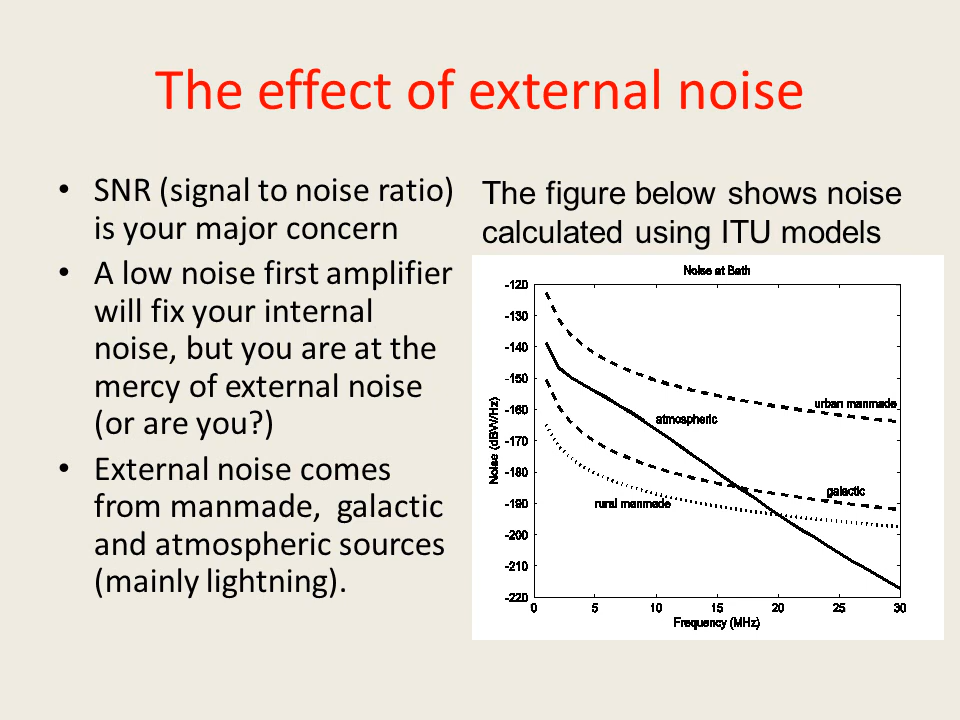 The effect of external noise
• SNR (signal to noise ratio)
is your major concern
• A low noise first amplifier
will fix your internal
noise, but you are at the
mercy of external noise
(or are you?)
• External noise comes
from manmade,  galactic
and atmospheric sources
(mainly lightning).
The figure below shows noise
calculated using ITU models
Noise at Bath
-120
-130
-140
-150
-160
-170
-180
-190
-200
-210
-220
Noise (dBW/Hz)
urban manmade
atmospheric
galactic
rural manmade
0 5 10 15 20 25 30
Frequency (MHz)